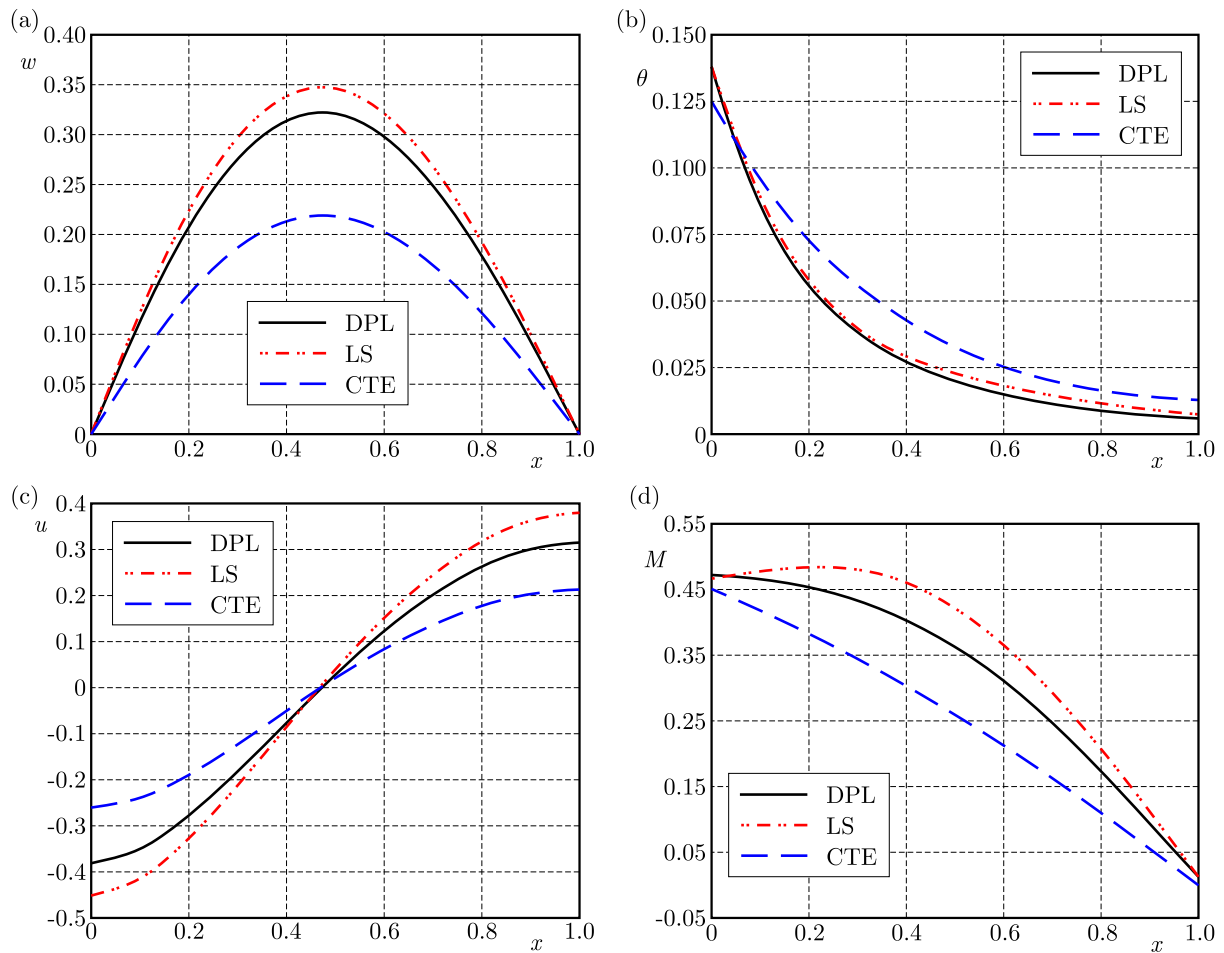 (a)
0.40
w
0.35
0.30
0.25
0.20
0.15
0.10
0.05
0
DPL
LS
CTE
0 0.2 0.4 0.6 0.8 1.0
x
(b)
0.150
θ
0.125
0.100
0.075
0.050
0.025
0
DPL
LS
CTE
0 0.2 0.4 0.6 0.8 1.0
x
(c)
0.4
u
0.3
0.2
0.1
0
-0.1
-0.2
-0.3
-0.4
-0.5
DPL
LS
CTE
0 0.2 0.4 0.6 0.8 1.0
x
(d)
0.55
M
0.45
0.35
0.25
0.15
0.05
-0.05
DPL
LS
CTE
0 0.2 0.4 0.6 0.8 1.0
x